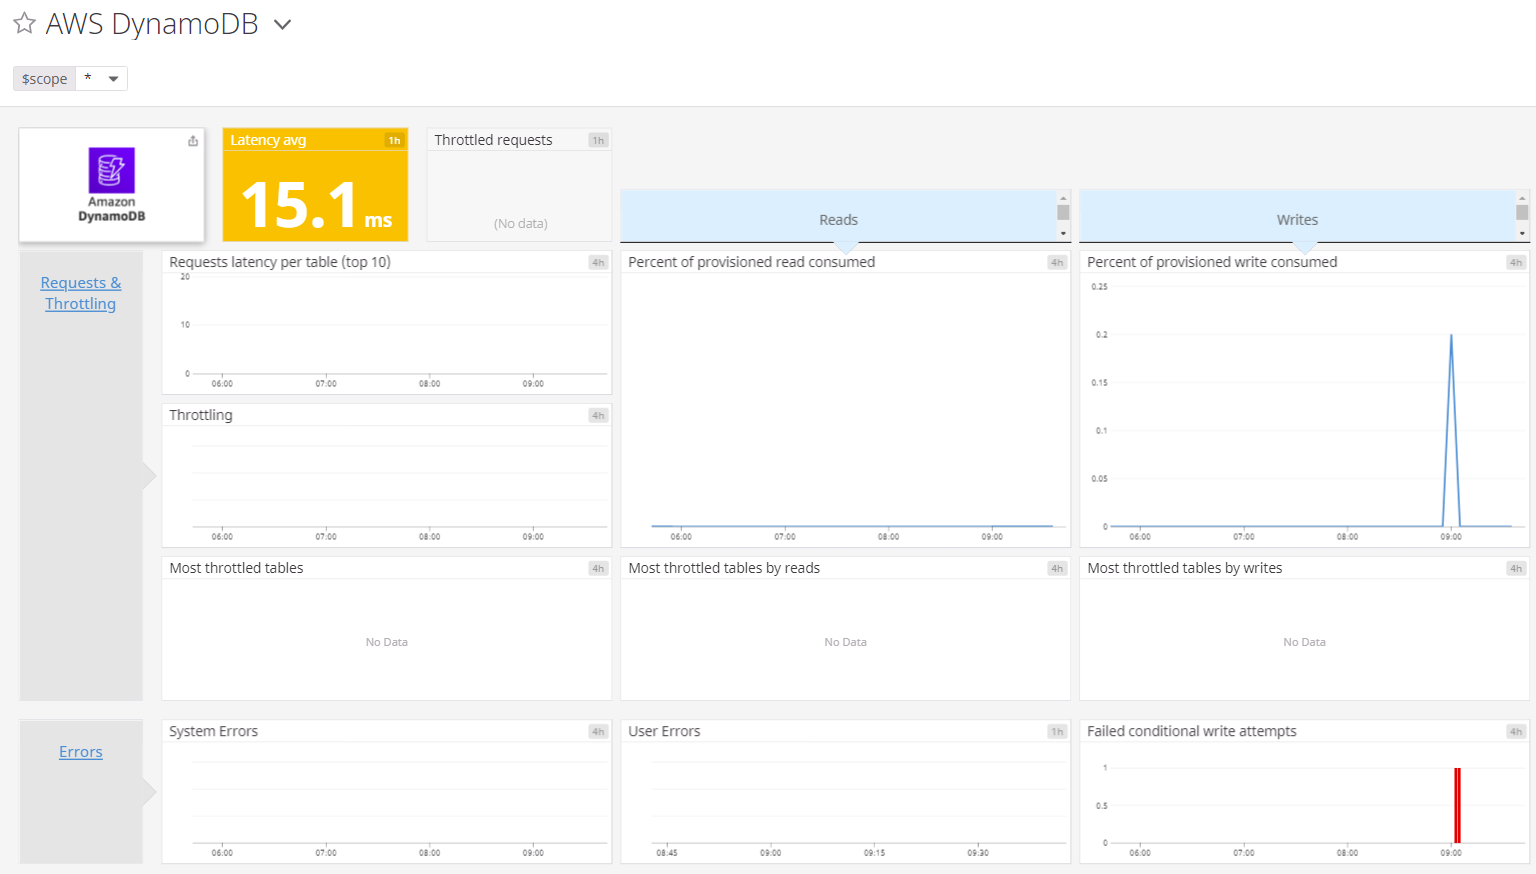 AWS DynamoDB
$scope *
Amazon
DynamoDB
Latency avg 1h
15.1 ms
Throttled requests 1h
(No data)
Reads
Writes
Requests &
Throttling
Requests latency per table (top 10) 4h
20
10
0
06:00 07:00 08:00 09:00
Percent of provisioned read consumed 4h
06:00 07:00 08:00 09:00
Percent of provisioned write consumed 4h
0.25
0.2
0.15
0.1
0.05
0
06:00 07:00 08:00 09:00
Throttling 4h
06:00 07:00 08:00 09:00
Most throttled tables 4h
No Data
Most throttled tables by reads 4h
No Data
Most throttled tables by writes 4h
No Data
Errors
System Errors 4h
06:00 07:00 08:00 09:00
User Errors 1h
08:45 09:00 09:15 09:30
Failed conditional write attempts 4h
1
0.5
0
06:00 07:00 08:00 09:00